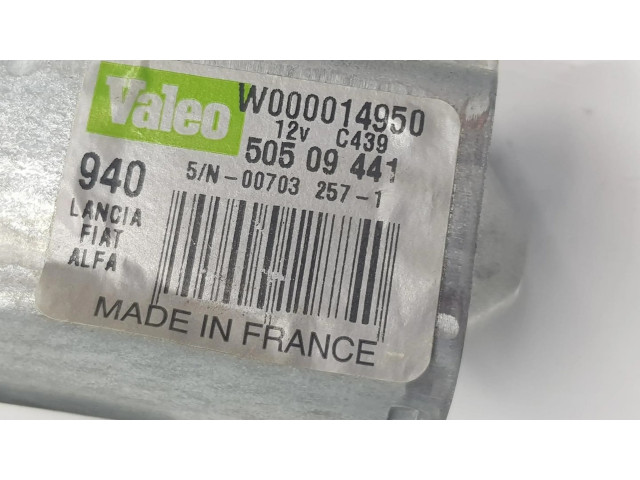 Valeo
W000014950
12v C439
505 09 441
940
S/N-00703 257-1
LANCIA
FIAT
ALFA
MADE IN FRANCE